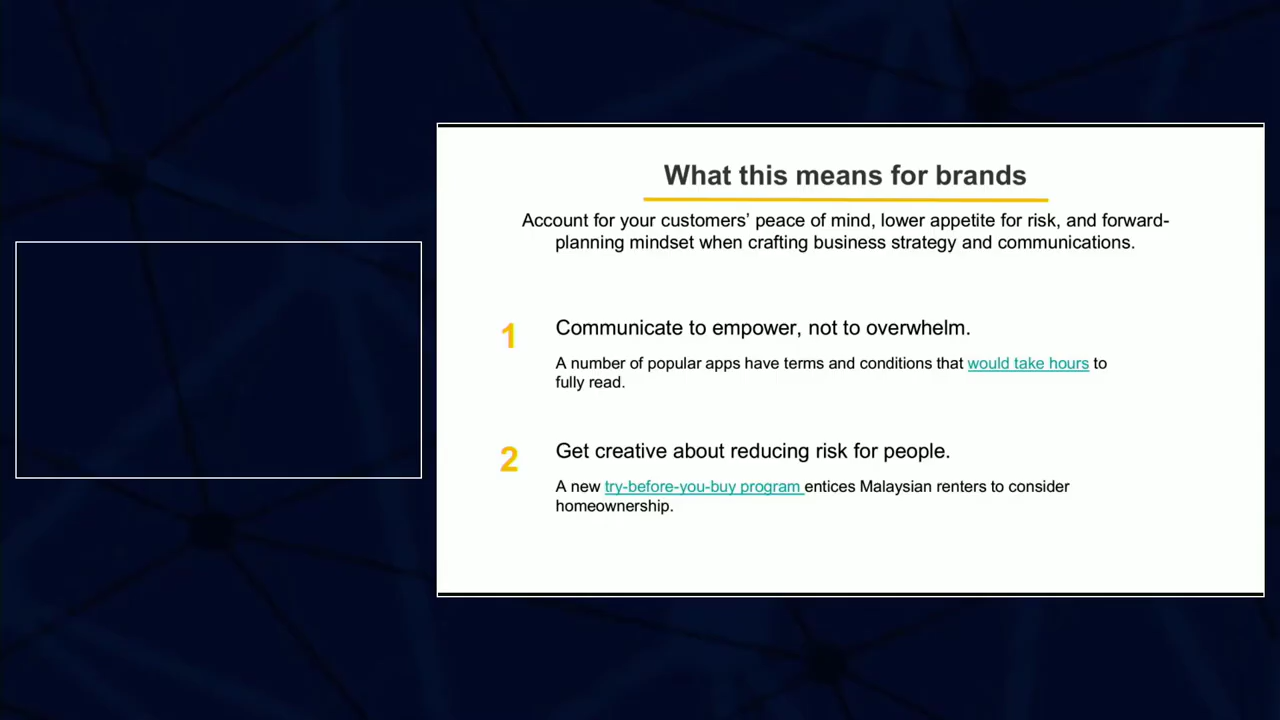 What this means for brands
Account for your customers’ peace of mind, lower appetite for risk, and forward-
planning mindset when crafting business strategy and communications.
1
Communicate to empower, not to overwhelm.
A number of popular apps have terms and conditions that would take hours to
fully read.
2
Get creative about reducing risk for people.
A new try-before-you-buy program entices Malaysian renters to consider
homeownership.